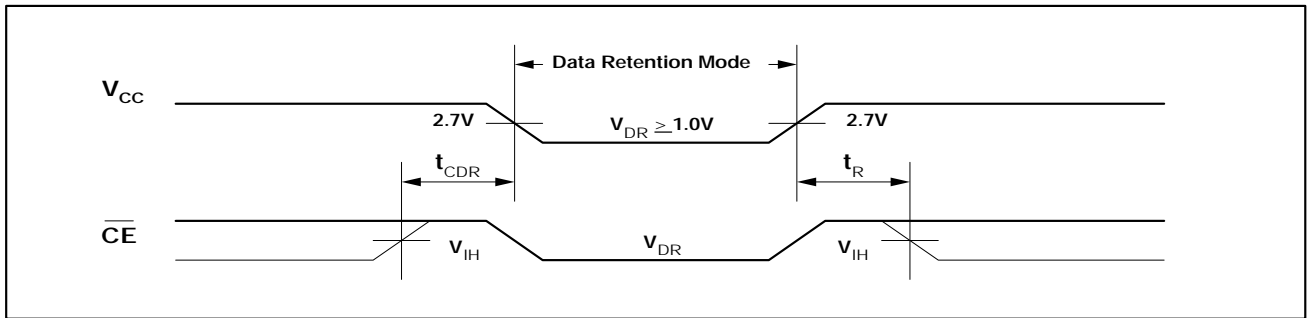 Data Retention Mode
VCC
2.7V
VDR ≥1.0V
2.7V
tCDR
tR
CE
VIH
VDR
VIH